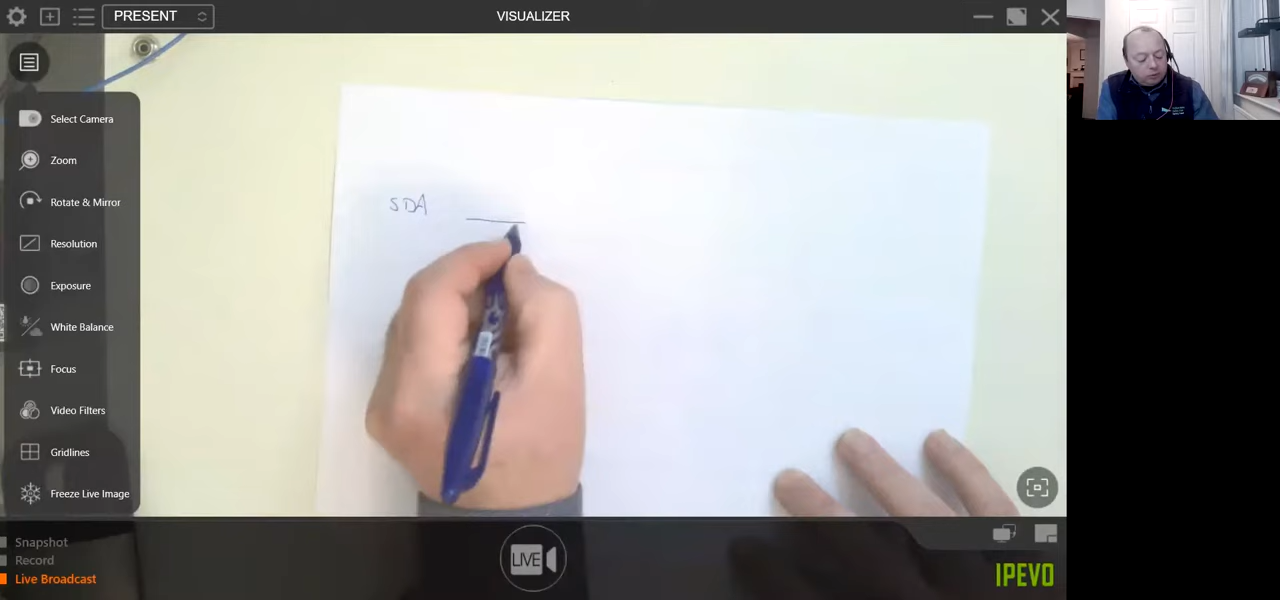 PRESENT
VISUALIZER
Select Camera
Zoom
Rotate & Mirror
Resolution
Exposure
White Balance
Focus
Video Filters
Gridlines
Freeze Live Image
SDA
Snapshot
Record
Live Broadcast
LIVE
IPEVO